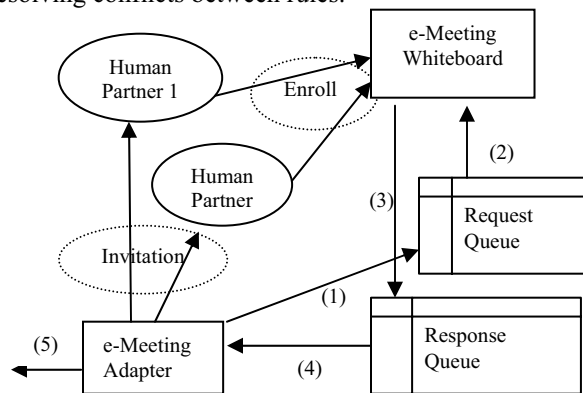 resolving conflicts between rules.
e-Meeting
Whiteboard
Human
Partner 1
Enroll
(2)
Human
Partner
(3)
Request
Queue
Invitation
(1)
Response
Queue
(5)
e-Meeting
Adapter
(4)